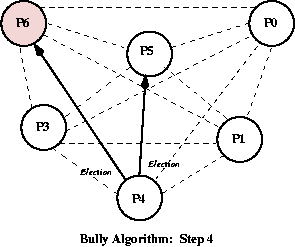 P6
P0
P5
P3
P1
Election
Election
P4
Bully Algorithm: Step 4